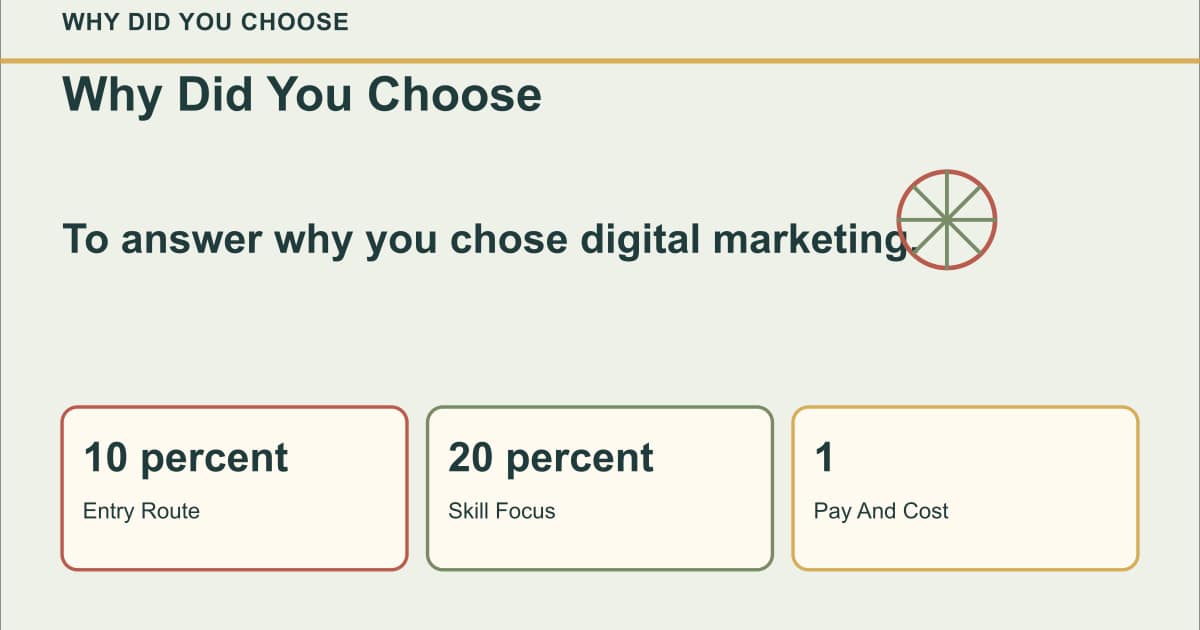 WHY DID YOU CHOOSE
Why Did You Choose
To answer why you chose digital marketing,
10 percent
Entry Route
20 percent
Skill Focus
1
Pay And Cost